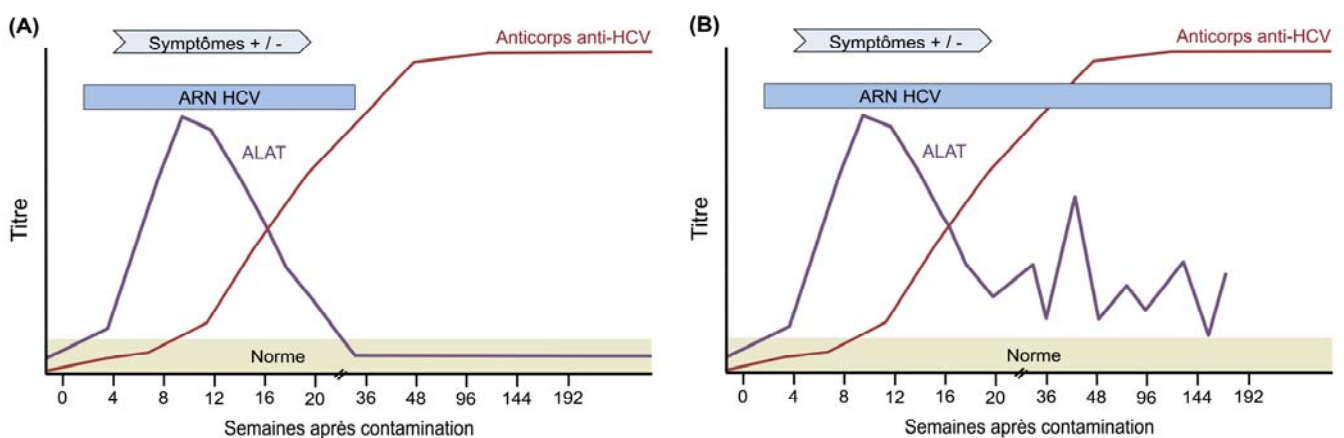 (A)
Symptômes + / -
Anticorps anti-HCV
ARN HCV
ALAT
Titre
Norme
0 4 8 12 16 20 36 48 96 144 192
Semaines après contamination
(B)
Symptômes + / -
Anticorps anti-HCV
ARN HCV
ALAT
Titre
Norme
0 4 8 12 16 20 36 48 96 144 192
Semaines après contamination